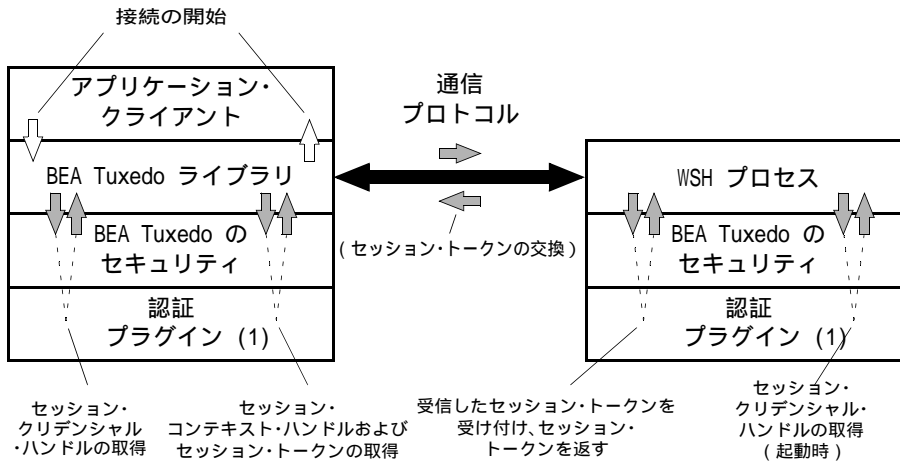 接続の開始
アプリケーション・
クライアント
BEA Tuxedo ライブラリ
BEA Tuxedo の
セキュリティ
認証
プラグイン (1)
通信
プロトコル
(セッション・トークンの交換)
WSH プロセス
BEA Tuxedo の
セキュリティ
認証
プラグイン (1)
セッション・
クリデンシャル
・ハンドルの取得
セッション・
コンテキスト・ハンドルおよび
セッション・トークンの取得
受信したセッション・トークンを
受け付け、セッション・
トークンを返す
セッション・
クリデンシャル・
ハンドルの取得
(起動時)